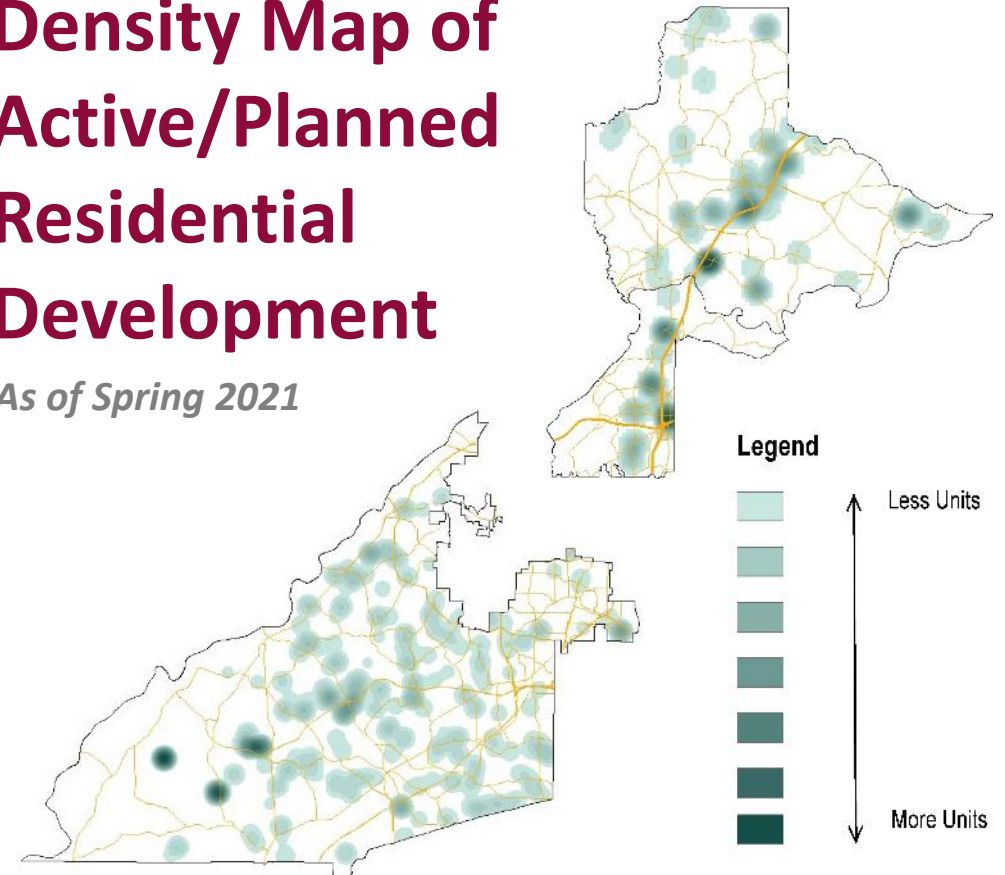 Density Map of
Active/Planned
Residential
Development
As of Spring 2021
Legend
Less Units
More Units